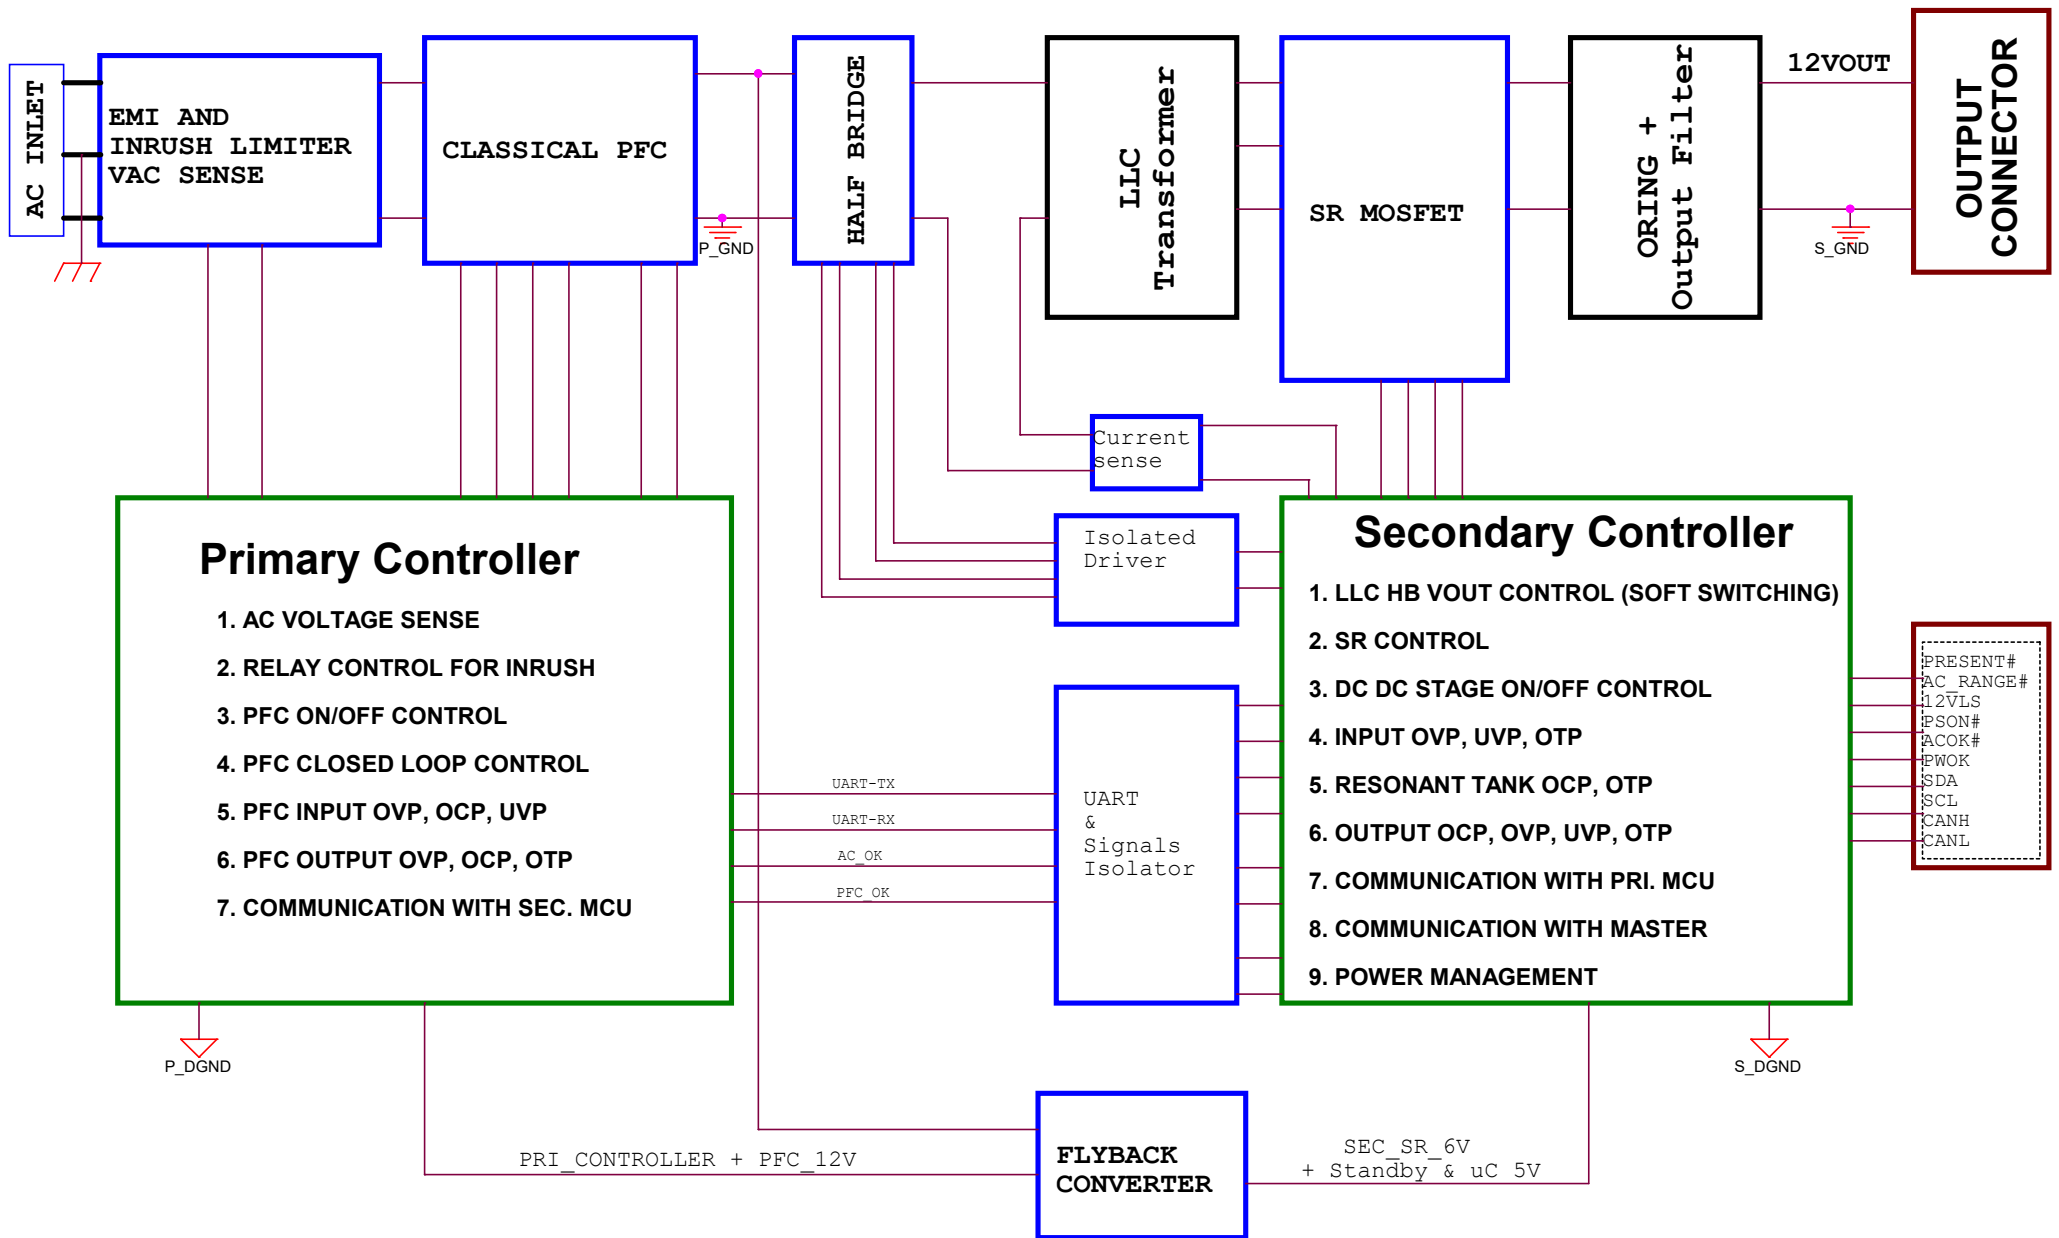 AC INLET
EMI AND
INRUSH LIMITER
VAC SENSE
CLASSICAL PFC
P_GND
HALF BRIDGE
LLC
Transformer
SR MOSFET
ORING +
Output Filter
12VOUT
S_GND
OUTPUT
CONNECTOR
Current
sense
Isolated
Driver
Primary Controller
1. AC VOLTAGE SENSE
2. RELAY CONTROL FOR INRUSH
3. PFC ON/OFF CONTROL
4. PFC CLOSED LOOP CONTROL
5. PFC INPUT OVP, OCP, UVP
6. PFC OUTPUT OVP, OCP, OTP
7. COMMUNICATION WITH SEC. MCU
P_DGND
UART-TX
UART-RX
AC_OK
PFC_OK
UART
&
Signals
Isolator
Secondary Controller
1. LLC HB VOUT CONTROL (SOFT SWITCHING)
2. SR CONTROL
3. DC DC STAGE ON/OFF CONTROL
4. INPUT OVP, UVP, OTP
5. RESONANT TANK OCP, OTP
6. OUTPUT OCP, OVP, UVP, OTP
7. COMMUNICATION WITH PRI. MCU
8. COMMUNICATION WITH MASTER
9. POWER MANAGEMENT
S_DGND
PRESENT#
AC_RANGE#
12VLS
PSON#
ACOK#
PWOK
SDA
SCL
CANH
CANL
PRI_CONTROLLER + PFC_12V
FLYBACK
CONVERTER
SEC_SR_6V
+ Standby & uC 5V